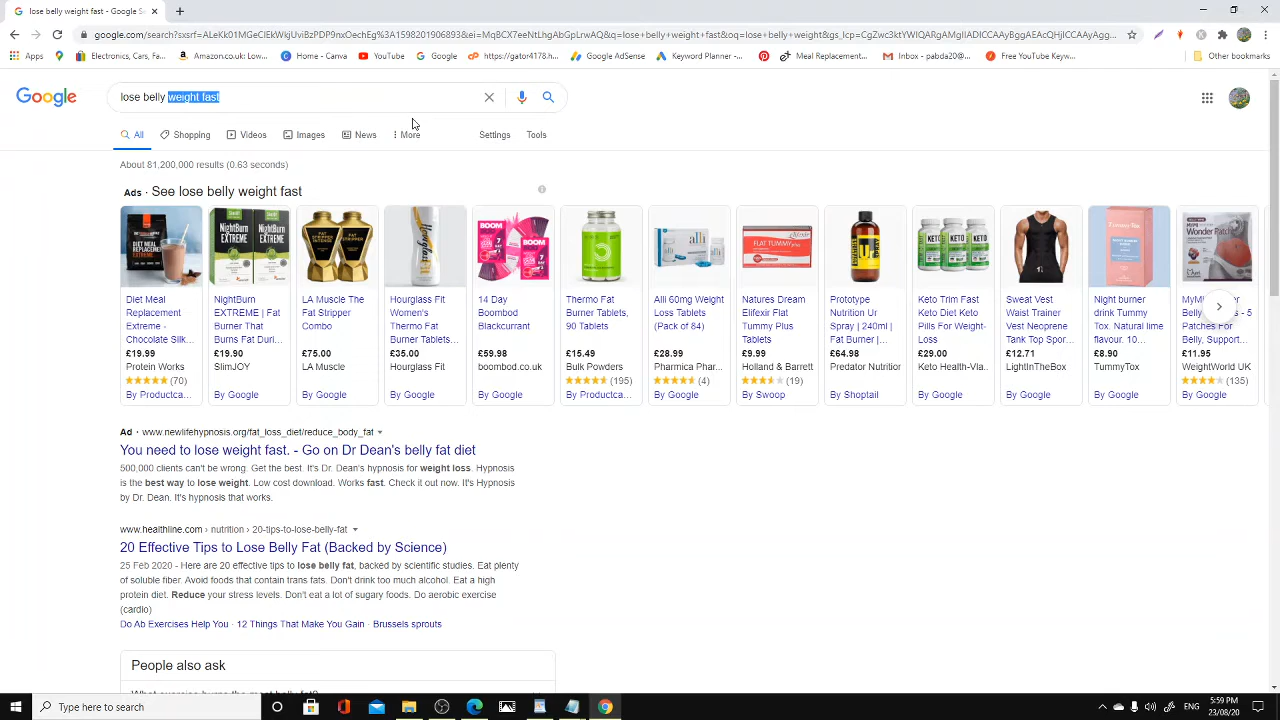 lose belly weight fast - Google S
google.com/search?sxsrf=ALeKk01MGeCIEkWkjUviBzPDP9nxOechEg%3A1598201906893&ei=MqBCX7eeNtLhgAbGpLrwAQ&q=lose+belly+weight+fast&oq=lose+belly+weight&gs_lcp=CgZwc3ktYWIQARgAMgIIADICCAAyBggAEAcQHjICCAAyAgg...
Apps
Electronics, Cars, Fa...
Amazon.co.uk: Low...
Home - Canva
YouTube
Google
https://gator4178.h...
Google AdSense
Keyword Planner -...
Meal Replacement...
Inbox - pabda20@...
Free YouTube Keyw...
Other bookmarks
Google
lose belly weight fast
All
Shopping
Videos
Images
News
More
Settings
Tools
About 81,200,000 results (0.63 seconds)
Ads · See lose belly weight fast
Diet Meal
Replacement
Extreme -
Chocolate Silk...
£19.99
Protein Works
(70)
By Productca...
NightBurn
EXTREME | Fat
Burner That
Burns Fat Duri...
£19.90
SlimJOY
By Google
LA Muscle The
Fat Stripper
Combo
£75.00
LA Muscle
By Google
Hourglass Fit
Women's
Thermo Fat
Burner Tablets...
£35.00
Hourglass Fit
By Google
14 Day
Boombod
Blackcurrant
£59.98
boombod.co.uk
By Google
Thermo Fat
Burner Tablets,
90 Tablets
£15.49
Bulk Powders
(195)
By Productca...
Alli 60mg Weight
Loss Tablets
(Pack of 84)
£28.99
Pharmica Phar...
(4)
By Google
Natures Dream
Elifexir Flat
Tummy Plus
Tablets
£9.99
Holland & Barrett
(19)
By Swoop
Prototype
Nutrition Ur
Spray | 240ml |
Fat Burner |...
£64.98
Predator Nutrition
By Shoptail
Keto Trim Fast
Keto Diet Keto
Pills For Weight-
Loss
£29.00
Keto Health-Vla..
By Google
Sweat Vest
Waist Trainer
Vest Neoprene
Tank Top Spor...
£12.71
LightInTheBox
By Google
Night burner
drink Tummy
Tox. Natural lime
flavour. 10...
£8.90
TummyTox
By Google
Belly, Support...
£11.95
WeightWorld UK
(135)
By Google
Ad · www.newlifehypnosis.org/fat_loss_diet/reduce_body_fat
You need to lose weight fast. - Go on Dr Dean's belly fat diet
500,000 clients can't be wrong. Get the best. It's Dr. Dean's hypnosis for weight loss. Hypnosis
is the best way to lose weight. Low cost download. Works fast. Check it out now. It's Hypnosis
by Dr. Dean. It's hypnosis that works.
www.healthline.com › nutrition › 20-tips-to-lose-belly-fat
20 Effective Tips to Lose Belly Fat (Backed by Science)
25 Feb 2020 - Here are 20 effective tips to lose belly fat, backed by scientific studies. Eat plenty
of soluble fiber. Avoid foods that contain trans fats. Don't drink too much alcohol. Eat a high
protein diet. Reduce your stress levels. Don't eat a lot of sugary foods. Do aerobic exercise
(cardio)
Do Ab Exercises Help You · 12 Things That Make You Gain · Brussels sprouts
People also ask
Type here to search
ENG
5:59 PM
23/08/20